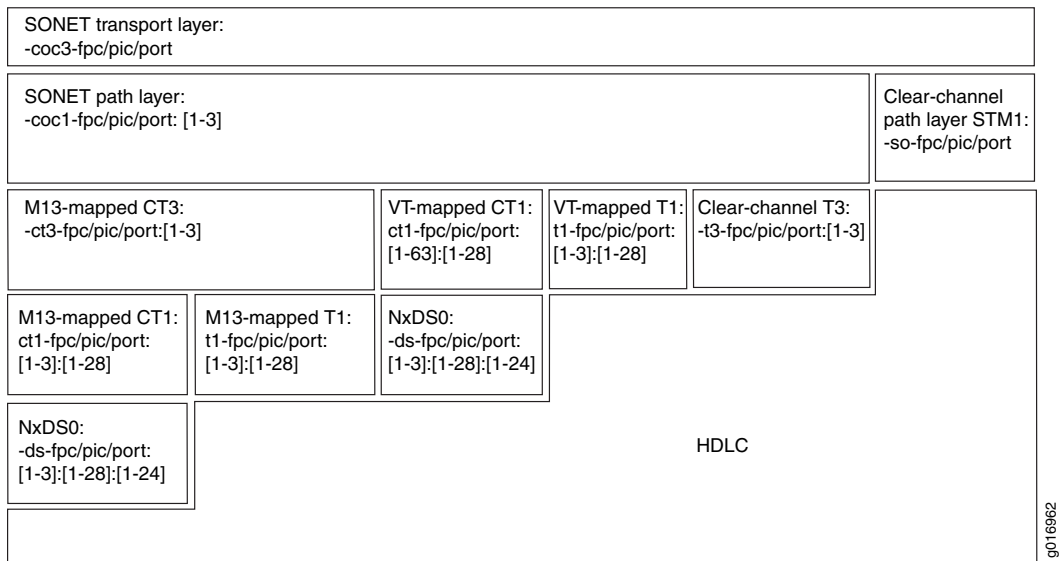 SONET transport layer:
-coc3-fpc/pic/port
SONET path layer:
-coc1-fpc/pic/port: [1-3]
Clear-channel
path layer STM1:
-so-fpc/pic/port
M13-mapped CT3:
-ct3-fpc/pic/port:[1-3]
VT-mapped CT1:
ct1-fpc/pic/port:
[1-63]:[1-28]
VT-mapped T1:
t1-fpc/pic/port:
[1-3]:[1-28]
Clear-channel T3:
-t3-fpc/pic/port:[1-3]
M13-mapped CT1:
ct1-fpc/pic/port:
[1-3]:[1-28]
M13-mapped T1:
t1-fpc/pic/port:
[1-3]:[1-28]
NxDS0:
-ds-fpc/pic/port:
[1-3]:[1-28]:[1-24]
NxDS0:
-ds-fpc/pic/port:
[1-3]:[1-28]:[1-24]
HDLC
g016962